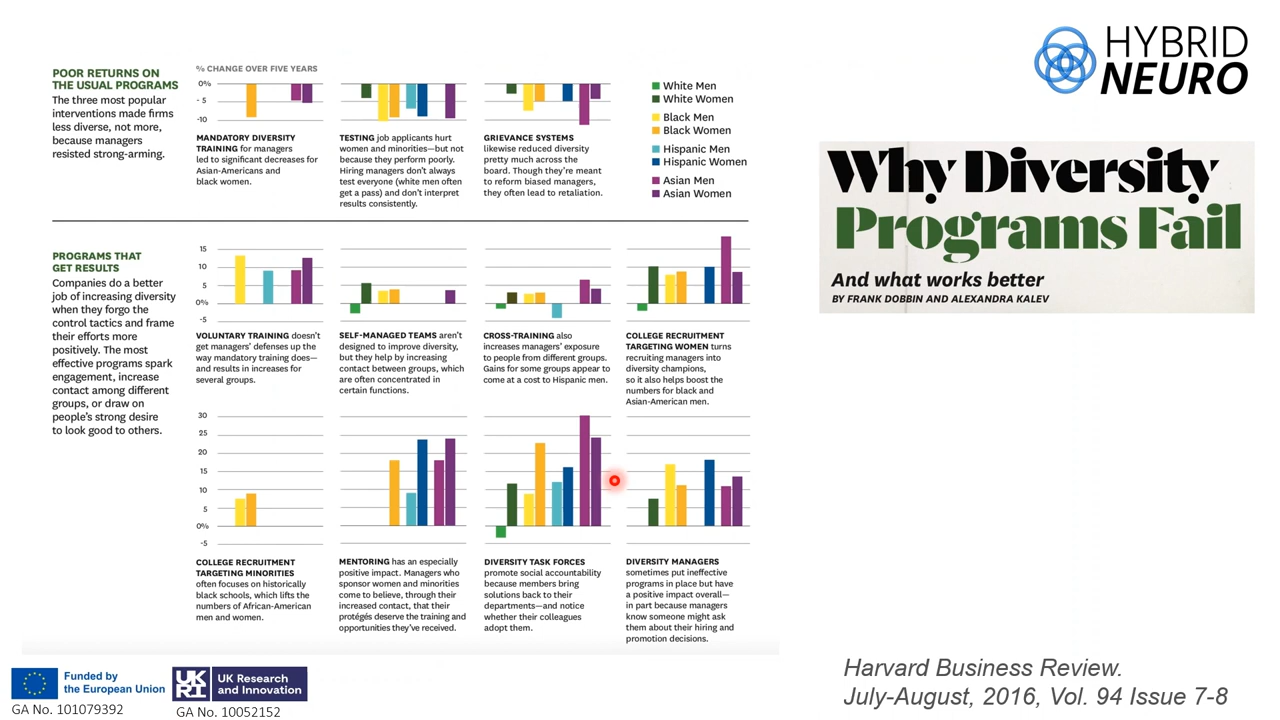 POOR RETURNS ON
THE USUAL PROGRAMS
The three most popular
interventions made firms
less diverse, not more,
because managers
resisted strong-arming.
% CHANGE OVER FIVE YEARS
0%
- 5
-10
MANDATORY DIVERSITY
TRAINING for managers
led to significant decreases for
Asian-Americans and
black women.
TESTING job applicants hurt
women and minorities—but not
because they perform poorly.
Hiring managers don't always
test everyone (white men often
get a pass) and don't interpret
results consistently.
GRIEVANCE SYSTEMS
likewise reduced diversity
pretty much across the
board. Though they're meant
to reform biased managers,
they often lead to retaliation.
White Men
White Women
Black Men
Black Women
Hispanic Men
Hispanic Women
Asian Men
Asian Women
PROGRAMS THAT
GET RESULTS
Companies do a better
job of increasing diversity
when they forgo the
control tactics and frame
their efforts more
positively. The most
effective programs spark
engagement, increase
contact among different
groups, or draw on
people's strong desire
to look good to others.
15
10
5
0%
-5
VOLUNTARY TRAINING doesn't
get managers' defenses up the
way mandatory training does—
and results in increases for
several groups.
SELF-MANAGED TEAMS aren't
designed to improve diversity,
but they help by increasing
contact between groups, which
are often concentrated in
certain functions.
CROSS-TRAINING also
increases managers' exposure
to people from different groups.
Gains for some groups appear to
come at a cost to Hispanic men.
COLLEGE RECRUITMENT
TARGETING WOMEN turns
recruiting managers into
diversity champions,
so it also helps boost the
numbers for black and
Asian-American men.
30
25
20
15
10
5
0%
-5
COLLEGE RECRUITMENT
TARGETING MINORITIES
often focuses on historically
black schools, which lifts the
numbers of African-American
men and women.
MENTORING has an especially
positive impact. Managers who
sponsor women and minorities
come to believe, through their
increased contact, that their
protégés deserve the training and
opportunities they've received.
DIVERSITY TASK FORCES
promote social accountability
because members bring
solutions back to their
departments—and notice
whether their colleagues
adopt them.
DIVERSITY MANAGERS
sometimes put ineffective
programs in place but have
a positive impact overall—
in part because managers
know someone might ask
them about their hiring and
promotion decisions.
HYBRID
NEURO
Why Diversity
Programs Fail
And what works better
BY FRANK DOBBIN AND ALEXANDRA KALEV
Funded by
the European Union
GA No. 101079392
UK
RI
UK Research
and Innovation
GA No. 10052152
Harvard Business Review.
July-August, 2016, Vol. 94 Issue 7-8